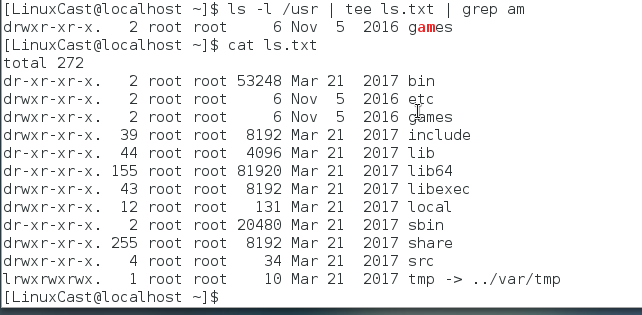 [LinuxCast@localhost ~]$ ls -l /usr | tee ls.txt | grep am
drwxr-xr-x.   2 root root     6 Nov  5  2016 games
[LinuxCast@localhost ~]$ cat ls.txt
total 272
dr-xr-xr-x.   2 root root 53248 Mar 21  2017 bin
drwxr-xr-x.   2 root root     6 Nov  5  2016 etc
drwxr-xr-x.   2 root root     6 Nov  5  2016 games
drwxr-xr-x.  39 root root  8192 Mar 21  2017 include
dr-xr-xr-x.  44 root root  4096 Mar 21  2017 lib
dr-xr-xr-x. 155 root root 81920 Mar 21  2017 lib64
drwxr-xr-x.  43 root root  8192 Mar 21  2017 libexec
drwxr-xr-x.  12 root root   131 Mar 21  2017 local
dr-xr-xr-x.   2 root root 20480 Mar 21  2017 sbin
drwxr-xr-x. 255 root root  8192 Mar 21  2017 share
drwxr-xr-x.   4 root root    34 Mar 21  2017 src
lrwxrwxrwx.   1 root root    10 Mar 21  2017 tmp -> ../var/tmp
[LinuxCast@localhost ~]$